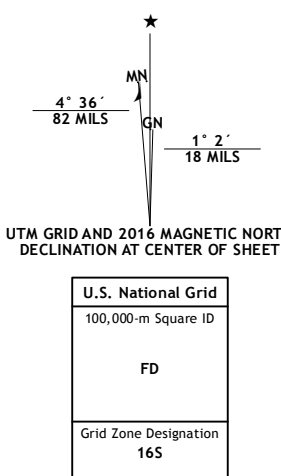 MN
4° 36´
82 MILS
GN
1° 2´
18 MILS
UTM GRID AND 2016 MAGNETIC NORT
DECLINATION AT CENTER OF SHEET
U.S. National Grid
100,000-m Square ID
FD
Grid Zone Designation
16S